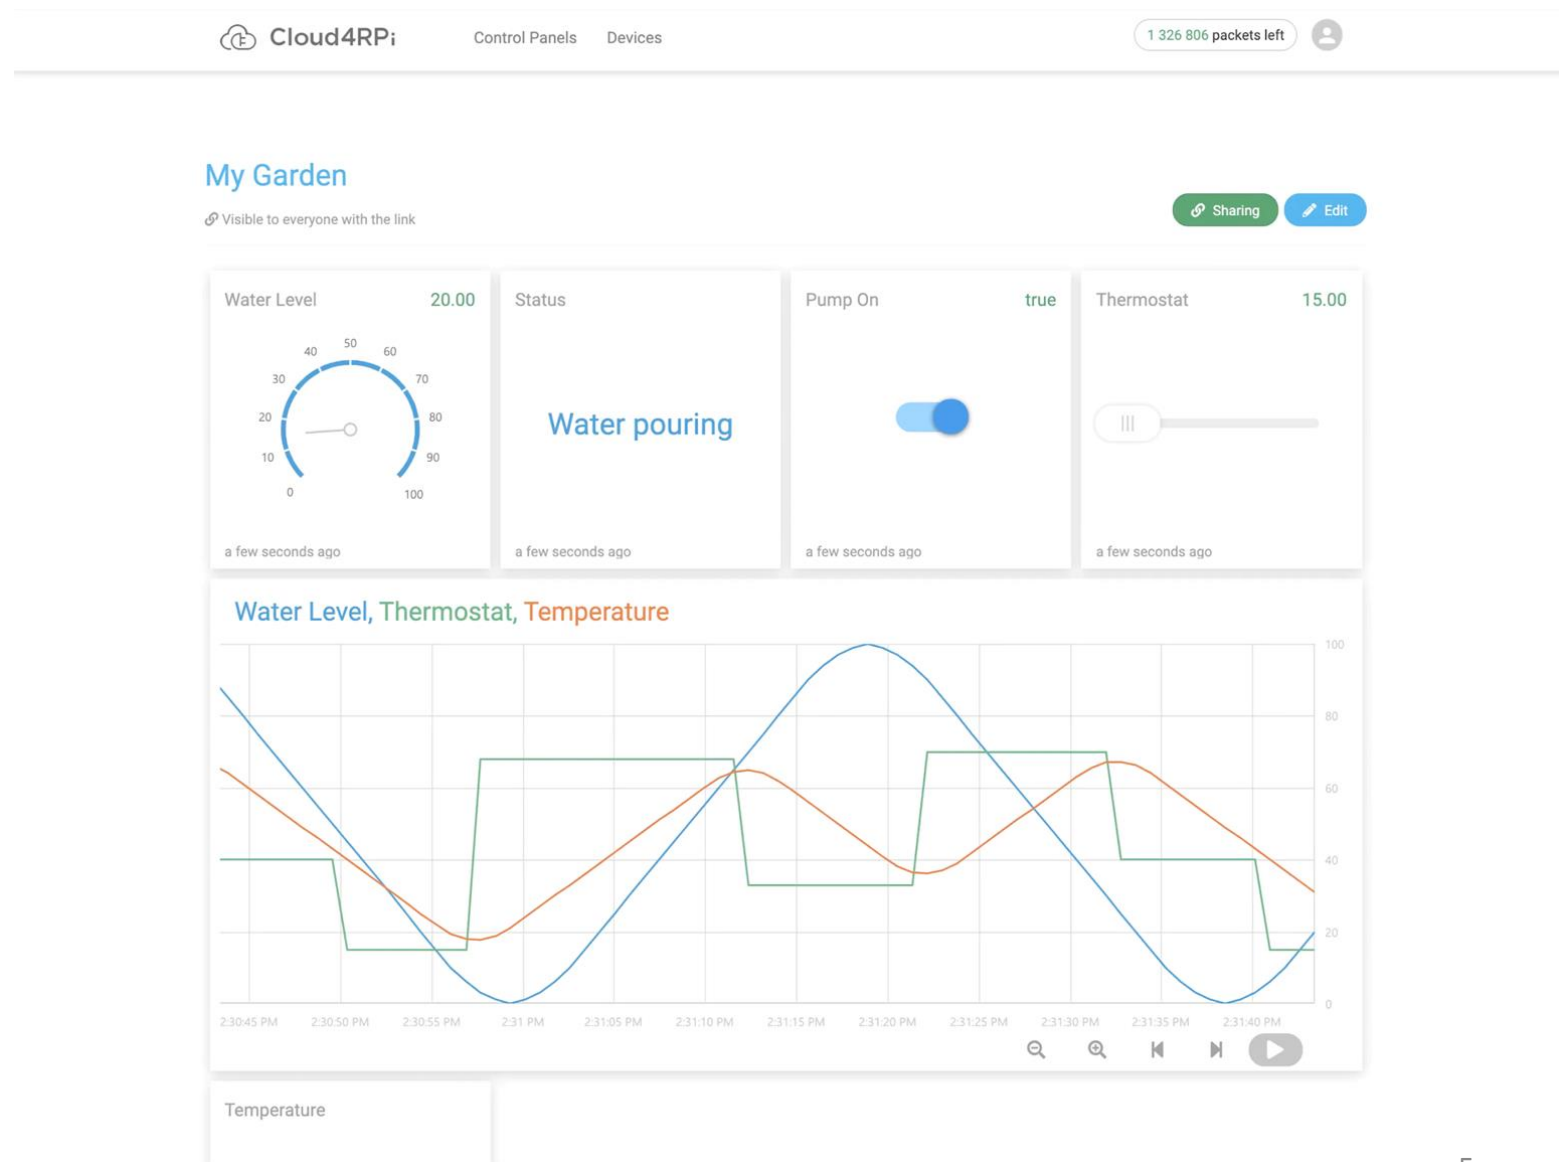 Cloud4RPi Control Panels Devices 1 326 806 packets left
My Garden
Visible to everyone with the link
Sharing Edit
Water Level 20.00
0
10
20
30
40
50
60
70
80
90
100
a few seconds ago
Status
Water pouring
a few seconds ago
Pump On true
a few seconds ago
Thermostat 15.00
a few seconds ago
Water Level, Thermostat, Temperature
100
80
60
40
20
0
2:30:45 PM 2:30:50 PM 2:30:55 PM 2:31 PM 2:31:05 PM 2:31:10 PM 2:31:15 PM 2:31:20 PM 2:31:25 PM 2:31:30 PM 2:31:35 PM 2:31:40 PM
Temperature